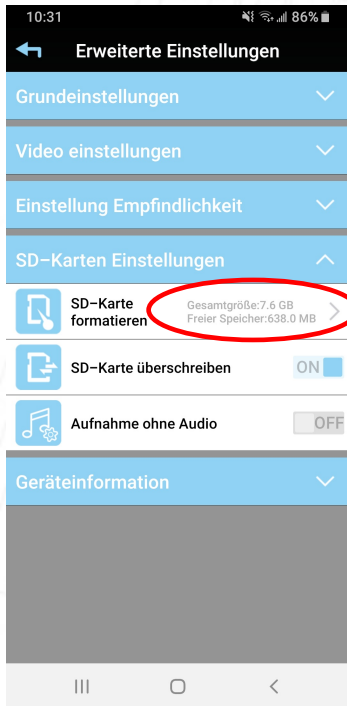 10:31 86%
Erweiterte Einstellungen
Grundeinstellungen
Video einstellungen
Einstellung Empfindlichkeit
SD-Karten Einstellungen
SD-Karte
formatieren
Gesamtgröße:7.6 GB
Freier Speicher:638.0 MB
SD-Karte überschreiben ON
Aufnahme ohne Audio OFF
Geräteinformation